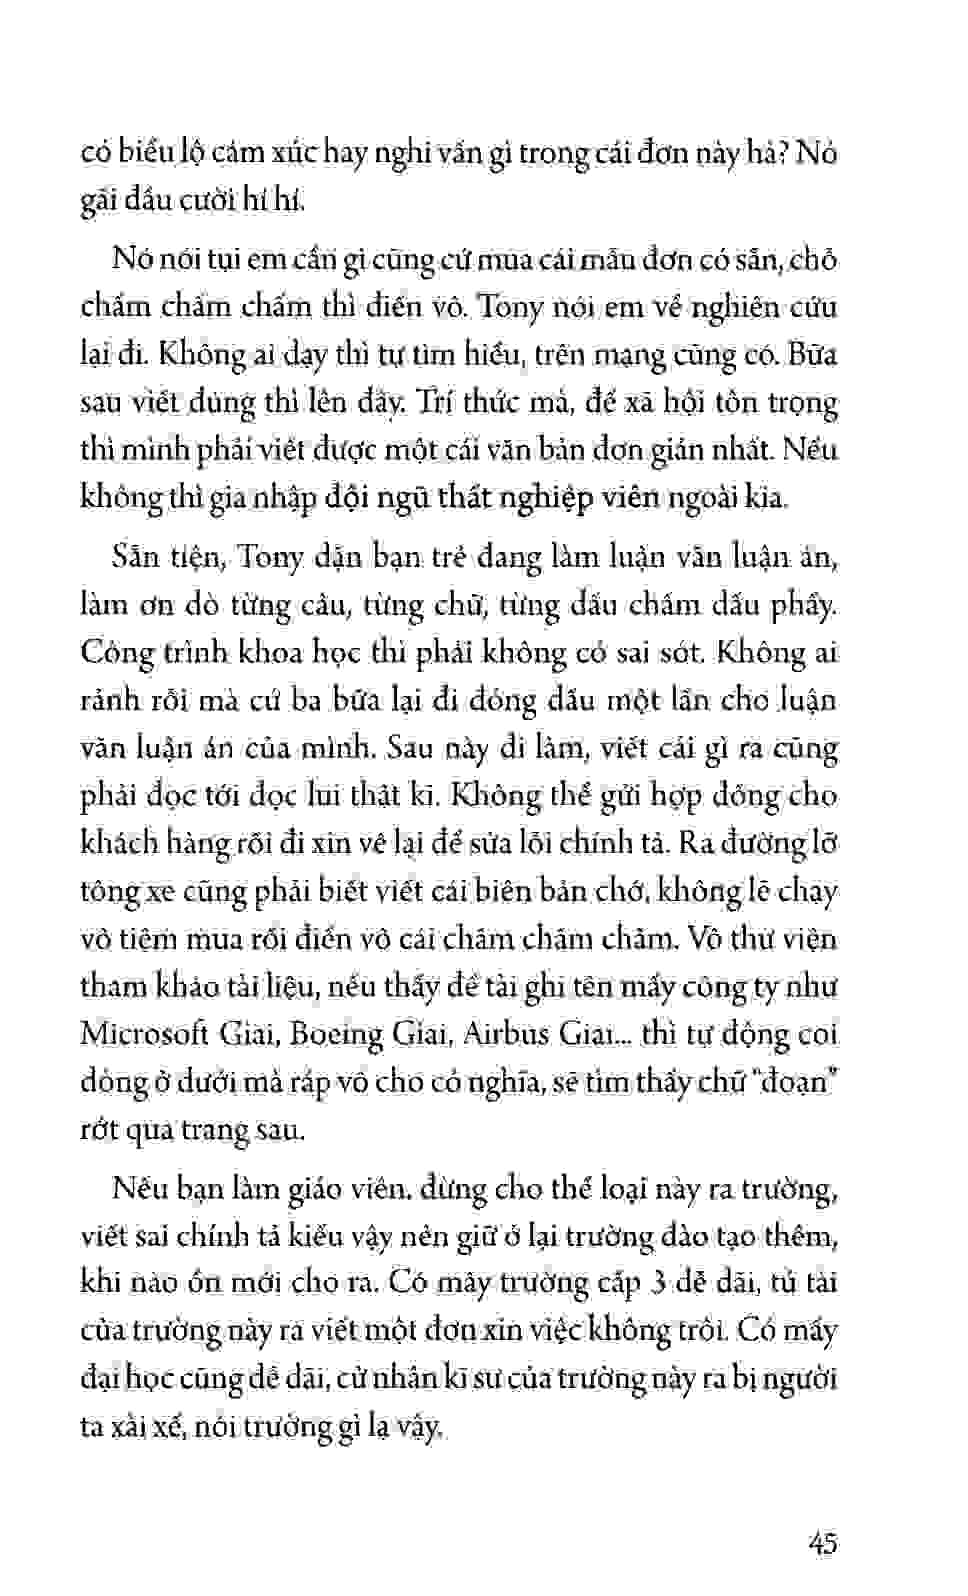 có biểu lộ cảm xúc hay nghi vấn gì trong cái đơn này hả? Nó
gãi đầu cười hí hí.
Nó nói tụi em cần gì cũng cứ mua cái mẫu đơn có sẵn, chỗ
chấm chấm chấm thì điền vô. Tony nói em về nghiên cứu
lại đi. Không ai dạy thì tự tìm hiểu, trên mạng cũng có. Bữa
sau viết đúng thì lên đây. Trí thức mà, để xã hội tôn trọng
thì mình phải viết được một cái văn bản đơn giản nhất. Nếu
không thì gia nhập đội ngũ thất nghiệp viên ngoài kia.
Sẵn tiện, Tony dặn bạn trẻ đang làm luận văn luận án,
làm ơn dò từng câu, từng chữ, từng dấu chấm dấu phẩy.
Công trình khoa học thì phải không có sai sót. Không ai
rảnh rỗi mà cứ ba bữa lại đi đóng dấu một lần cho luận
văn luận án của mình. Sau này đi làm, viết cái gì ra cũng
phải đọc tới đọc lui thật kĩ. Không thể gửi hợp đồng cho
khách hàng rồi đi xin về lại để sửa lỗi chính tả. Ra đường lỡ
tông xe cũng phải biết viết cái biên bản chớ, không lẽ chạy
vô tiệm mua rồi điền vô cái chấm chấm chấm. Vô thư viện
tham khảo tài liệu, nếu thấy đề tài ghi tên mấy công ty như
Microsoft Giai, Boeing Giai, Airbus Giai... thì tự động coi
dòng ở dưới mà ráp vô cho có nghĩa, sẽ tìm thấy chữ "đoạn"
rớt qua trang sau.
Nếu bạn làm giáo viên, đừng cho thể loại này ra trường,
viết sai chính tả kiểu vậy nên giữ ở lại trường đào tạo thêm,
khi nào ổn mới cho ra. Có mấy trường cấp 3 dễ dãi, tú tài
của trường này ra viết một đơn xin việc không trôi. Có mấy
đại học cũng dễ dãi, cử nhân kĩ sư của trường này ra bị người
ta xài xể, nói trường gì lạ vậy.
45